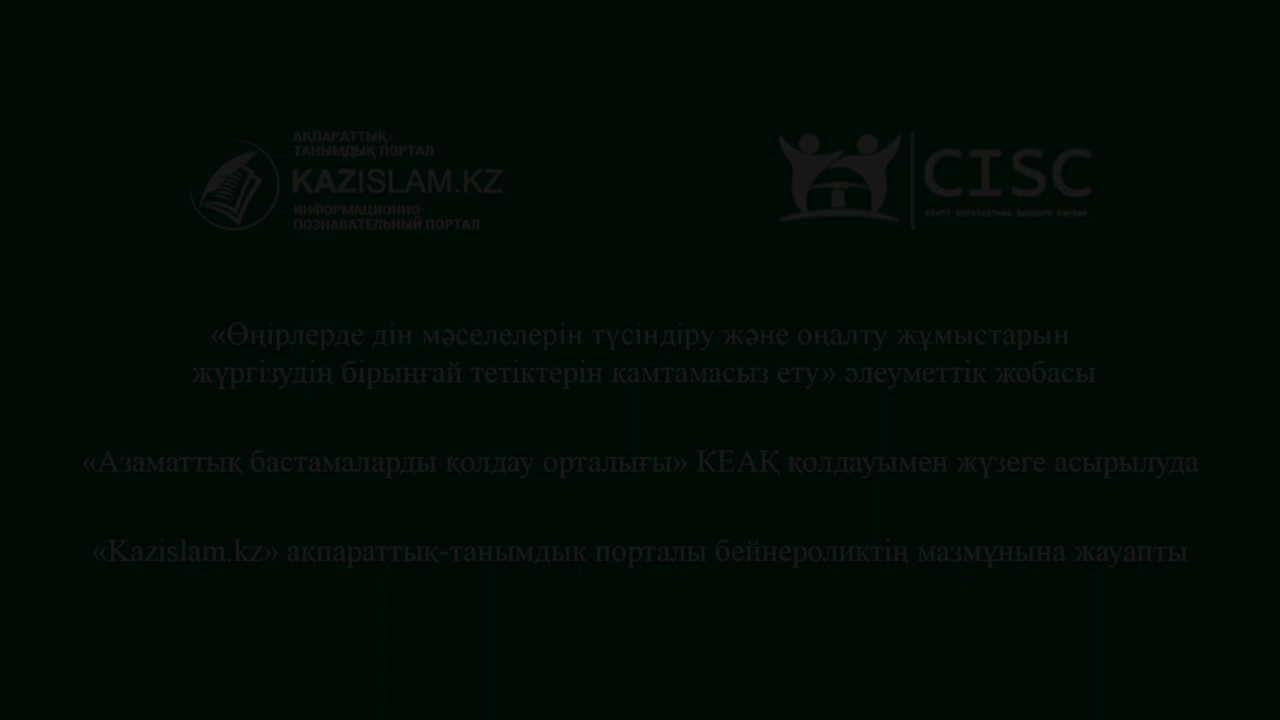 АҚПАРАТТЫҚ-
ТАНЫМДЫҚ ПОРТАЛ
KAZISLAM.KZ
ИНФОРМАЦИОННО-
ПОЗНАВАТЕЛЬНЫЙ ПОРТАЛ
CISC
«Өңірлерде дін мәселелерін түсіндіру және оңалту жұмыстарын
жүргізудің бірыңғай тетіктерін қамтамасыз ету» әлеуметтік жобасы
«Азаматтық бастамаларды қолдау орталығы» КЕАҚ қолдауымен жүзеге асырылуда
«Kazislam.kz» ақпараттық-танымдық порталы бейнероликтің мазмұнына жауапты